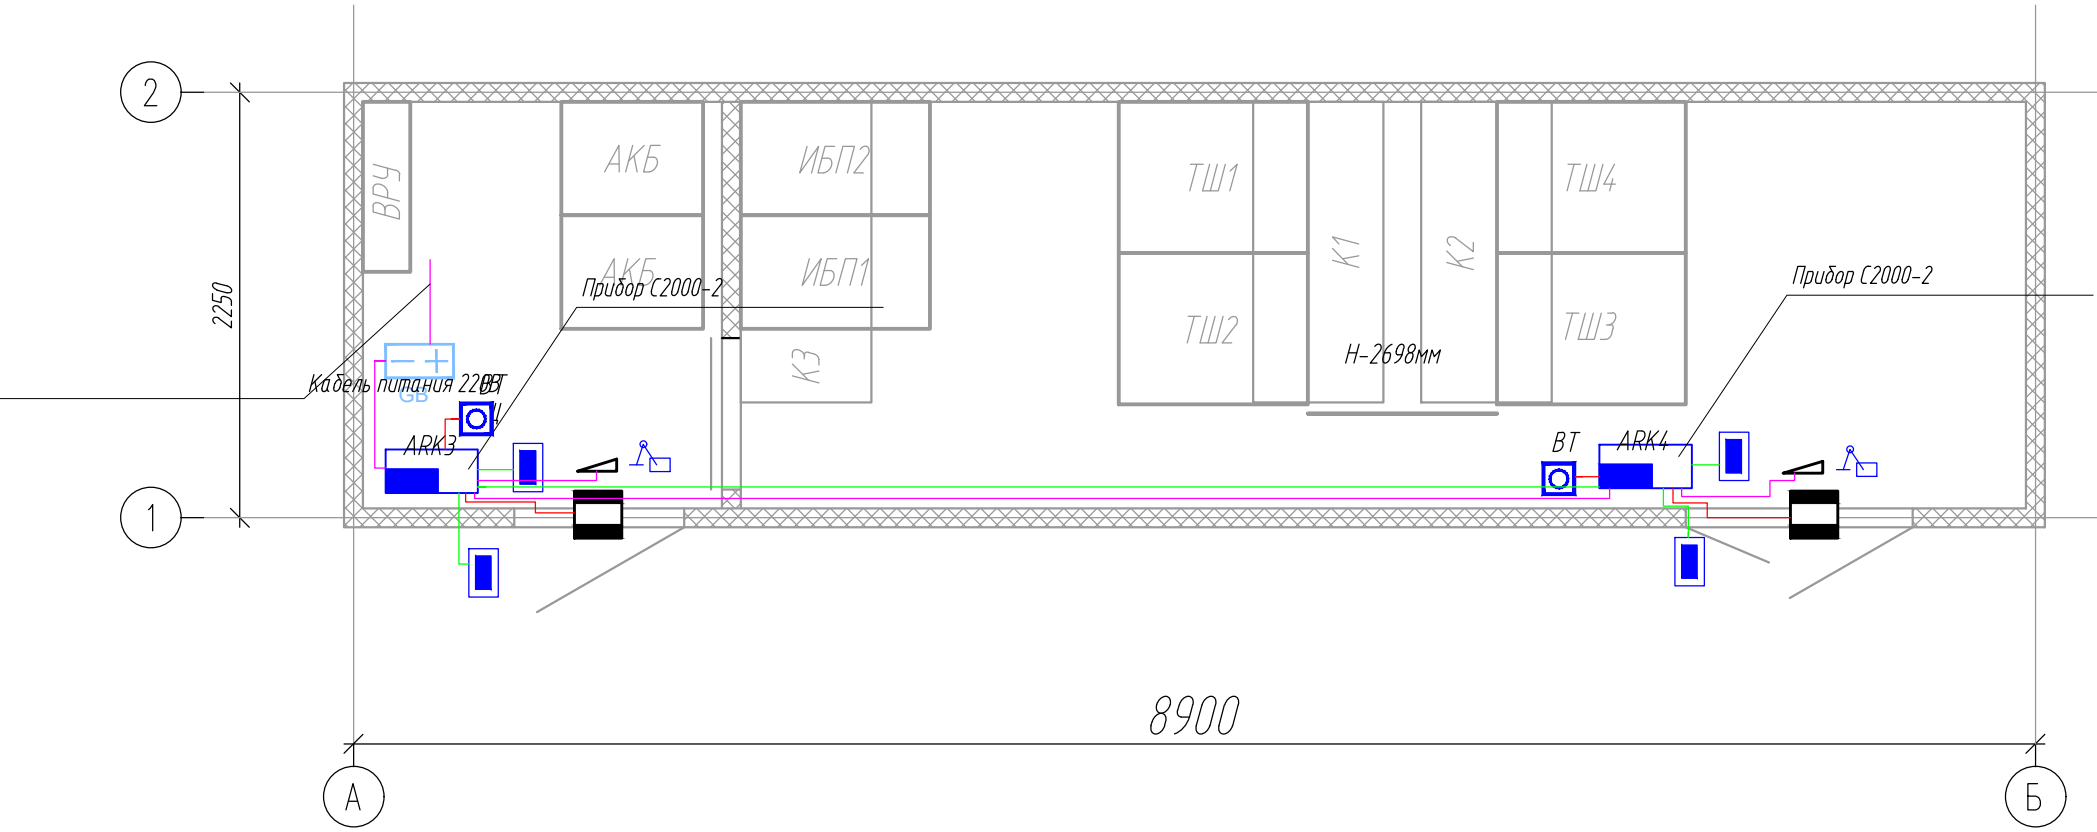 2
ВРУ
АКБ
ИБП2
ТШ1
ТШ4
К1
К2
2250
АКБ
ИБП1
Прибор С2000-2
Прибор С2000-2
ТШ2
ТШ3
Н-2698мм
К3
Кабель питания 220В
GB
ВТ
ARK3
ВТ
ARK4
1
8900
А
Б